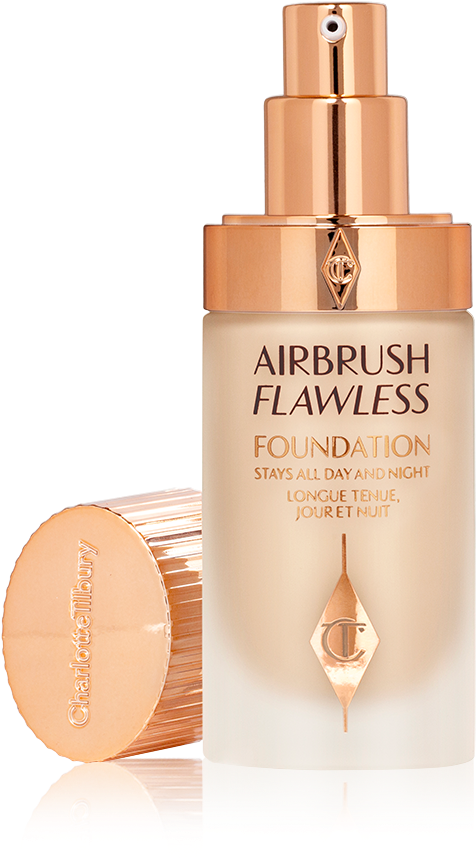 AIRBRUSH
FLAWLESS
FOUNDATION
STAYS ALL DAY AND NIGHT
LONGUE TENUE,
JOUR ET NUIT
CT
CT
CharlotteTilbury